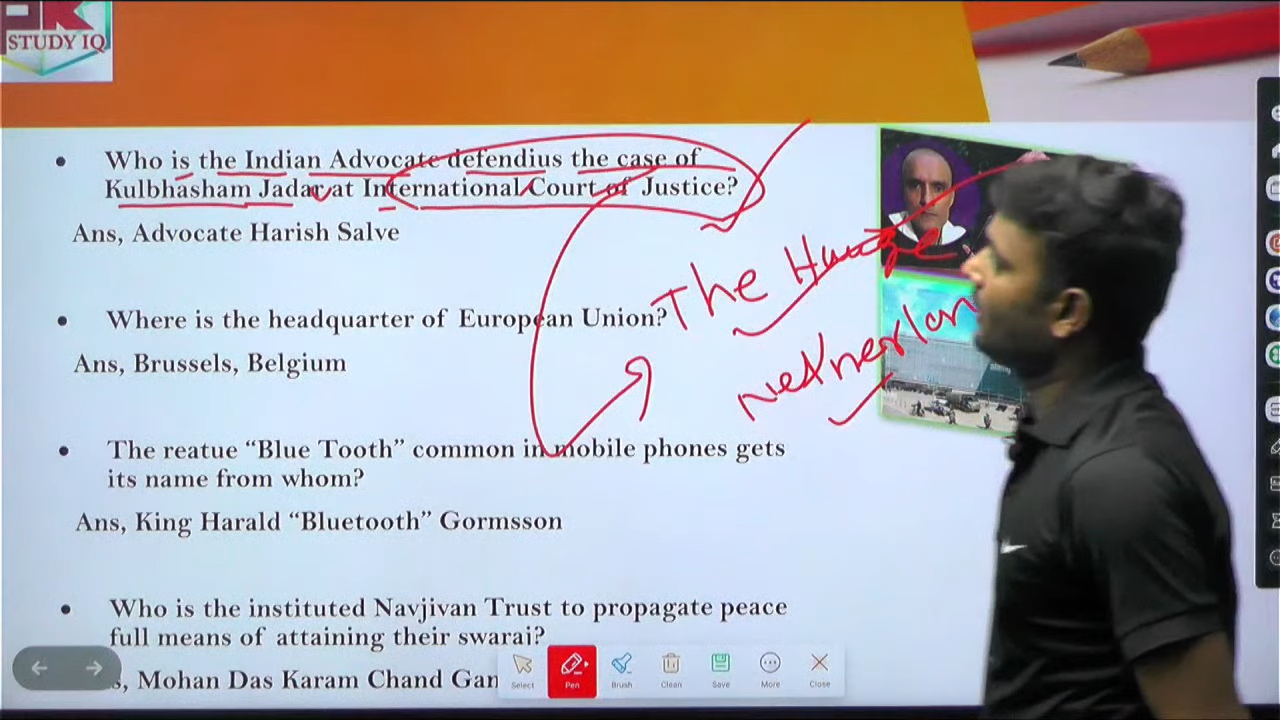 STUDY IQ
Who is the Indian Advocate defendius the case of
Kulbhasham Jadav at International Court of Justice?
Ans, Advocate Harish Salve
The
Where is the headquarter of European Union?
Ans, Brussels, Belgium
The reatue “Blue Tooth” common in mobile phones gets
its name from whom?
Ans, King Harald “Bluetooth” Gormsson
Who is the instituted Navjivan Trust to propagate peace
full means of attaining their swarai?
Mohan Das Karam Chand Gan
Select Pen Brush Clean Save More Close